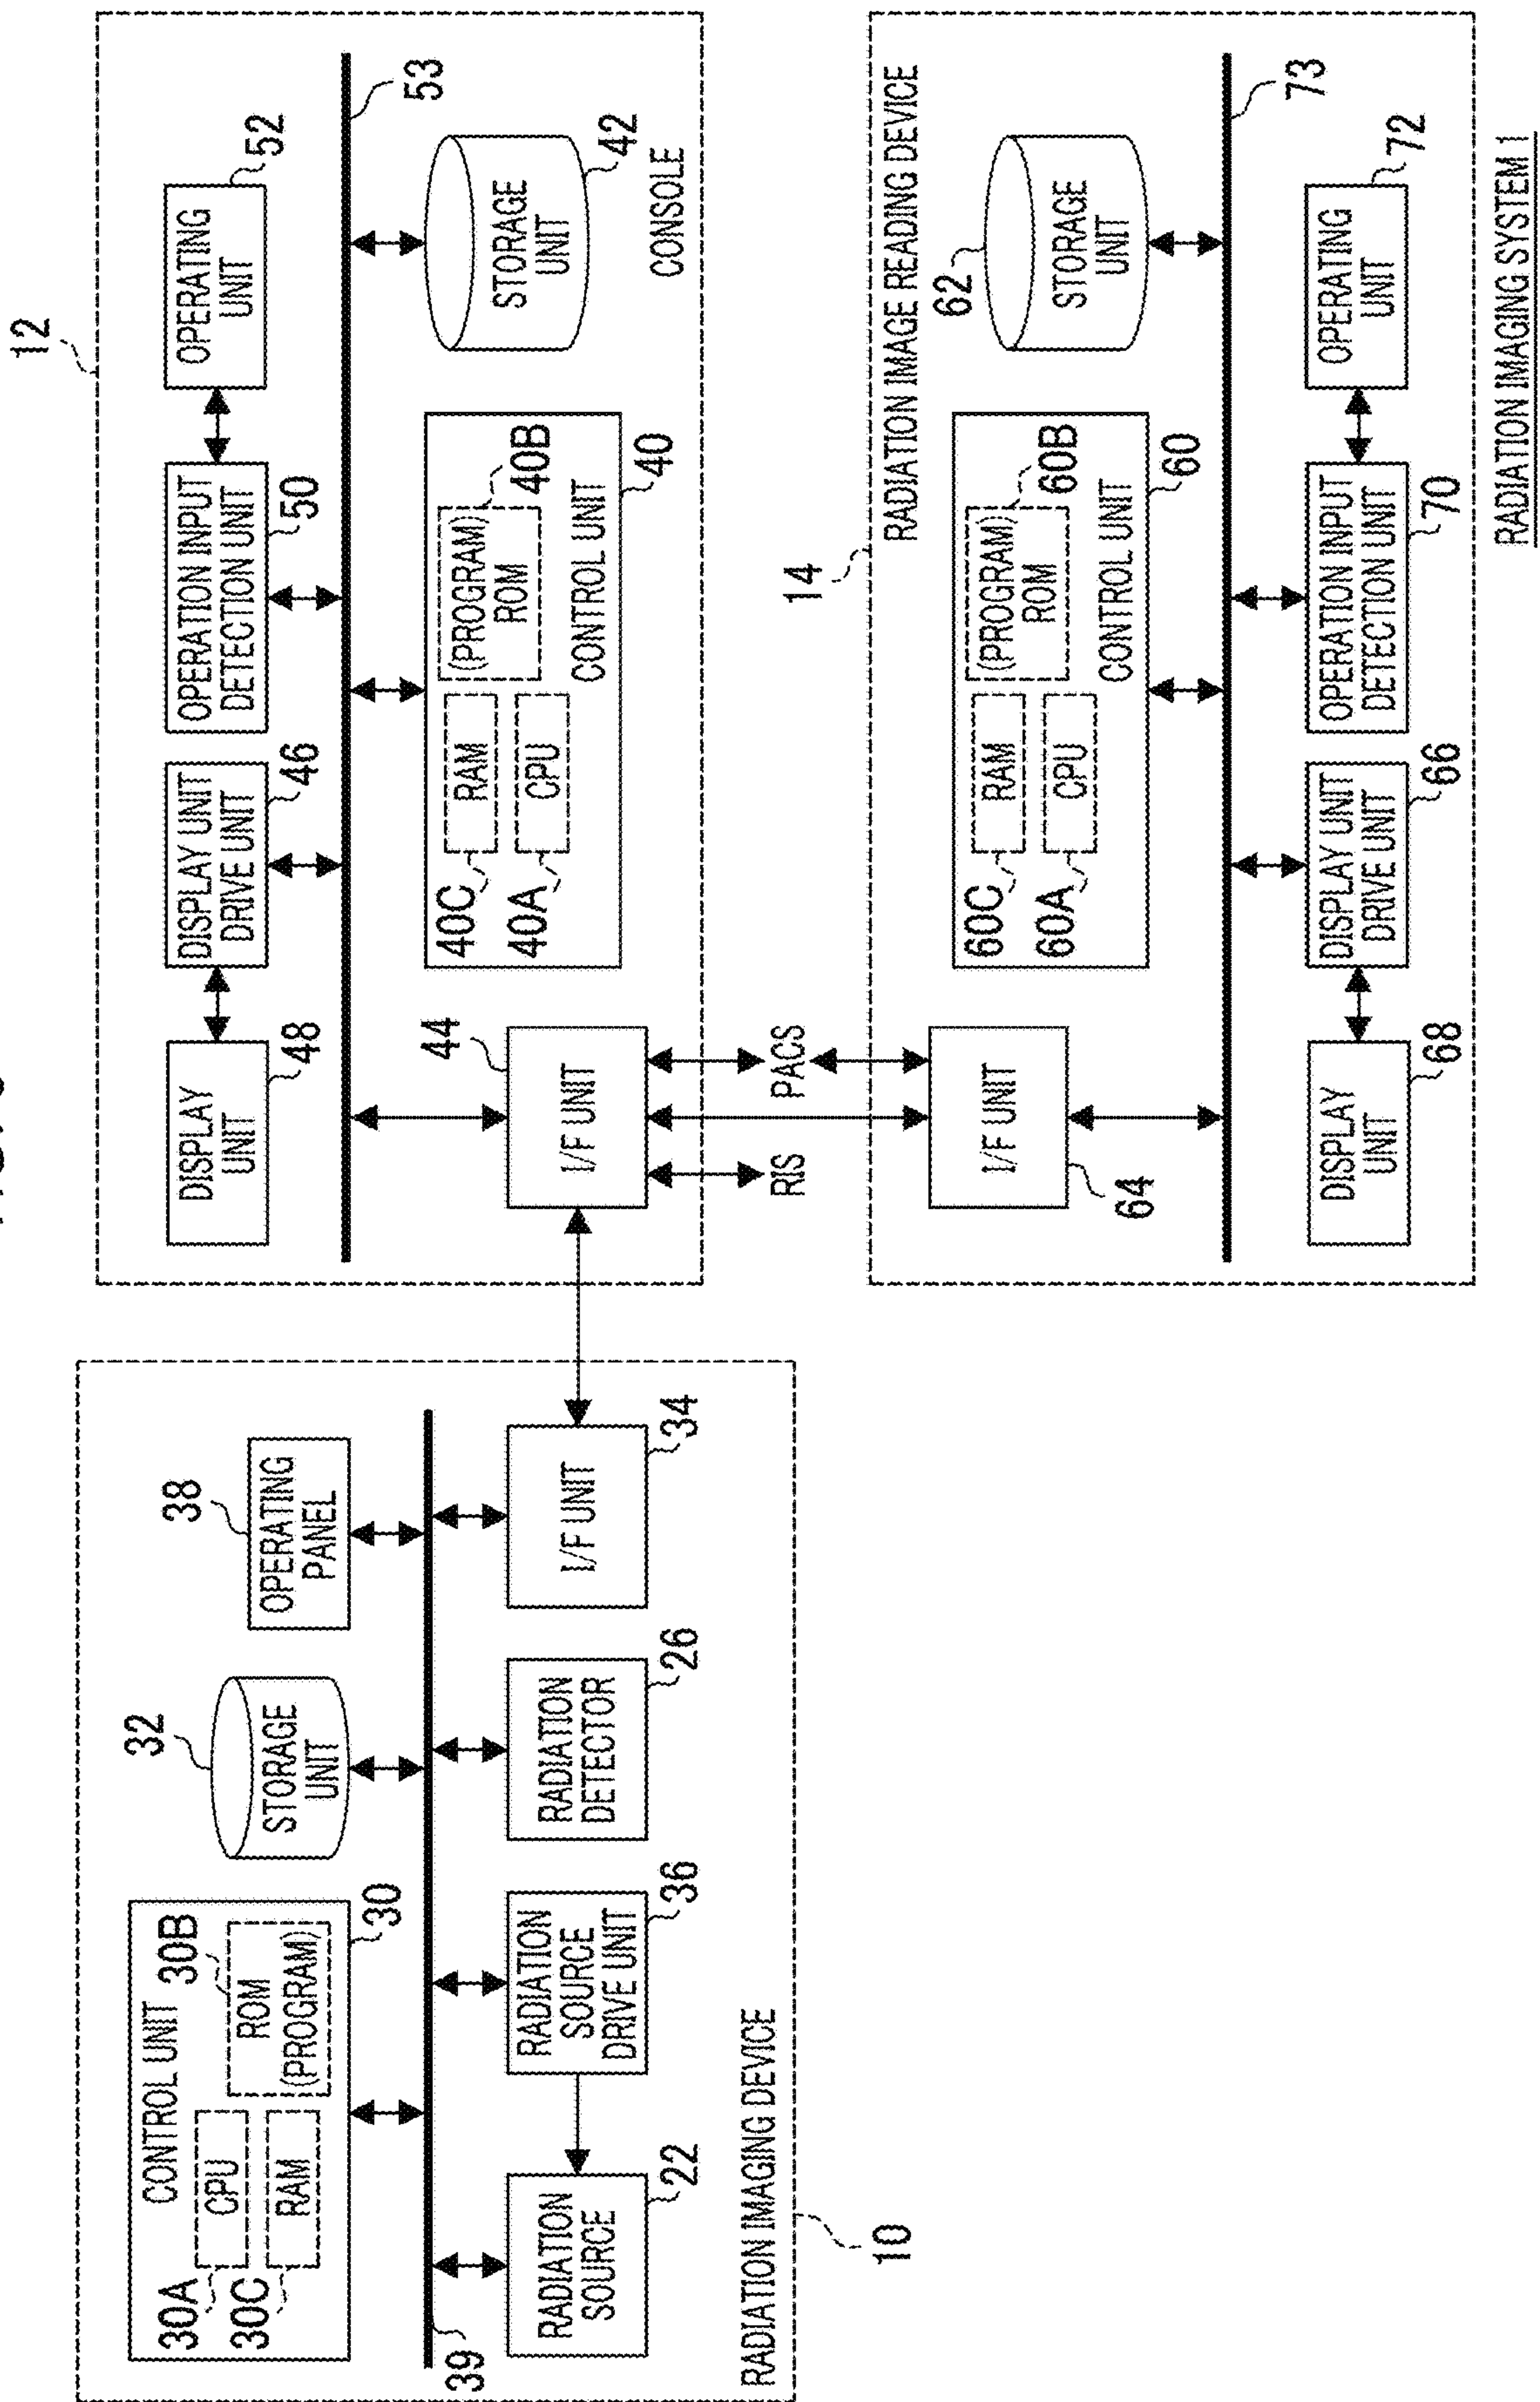 RADIATION IMAGING DEVICE
10
CONTROL UNIT
30
CPU
30A
ROM
(PROGRAM)
30B
RAM
30C
STORAGE
UNIT
32
OPERATING
PANEL
38
39
RADIATION
SOURCE
22
RADIATION
SOURCE
DRIVE UNIT
36
RADIATION
DETECTOR
26
I/F UNIT
34
12
DISPLAY
UNIT
48
DISPLAY UNIT
DRIVE UNIT
46
OPERATION INPUT
DETECTION UNIT
50
OPERATING
UNIT
52
53
I/F UNIT
44
RAM
40C
CPU
40A
(PROGRAM)
ROM
40B
CONTROL UNIT
40
STORAGE
UNIT
42
CONSOLE
RIS
PACS
14
RADIATION IMAGE READING DEVICE
I/F UNIT
64
RAM
60C
CPU
60A
(PROGRAM)
ROM
60B
CONTROL UNIT
60
STORAGE
UNIT
62
73
DISPLAY
UNIT
68
DISPLAY UNIT
DRIVE UNIT
66
OPERATION INPUT
DETECTION UNIT
70
OPERATING
UNIT
72
RADIATION IMAGING SYSTEM 1